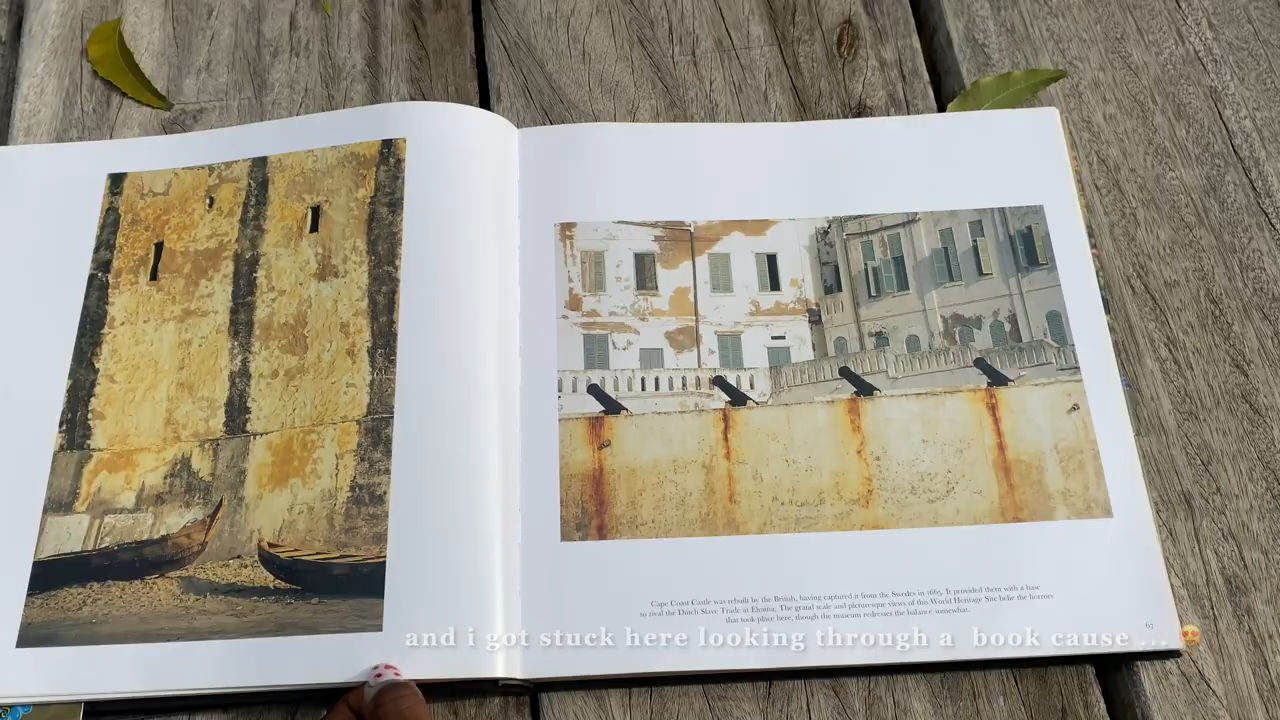 Cape Coast Castle was rebuilt by the British, having captured it from the Swedes in 1665. It provided them with a base
to rival the Dutch Slave Trade at Elmina. The grand scale and picturesque views of this World Heritage Site belie the horrors
that took place here, though the museum redresses the balance somewhat.
67
and i got stuck here looking through a book cause ... 😍